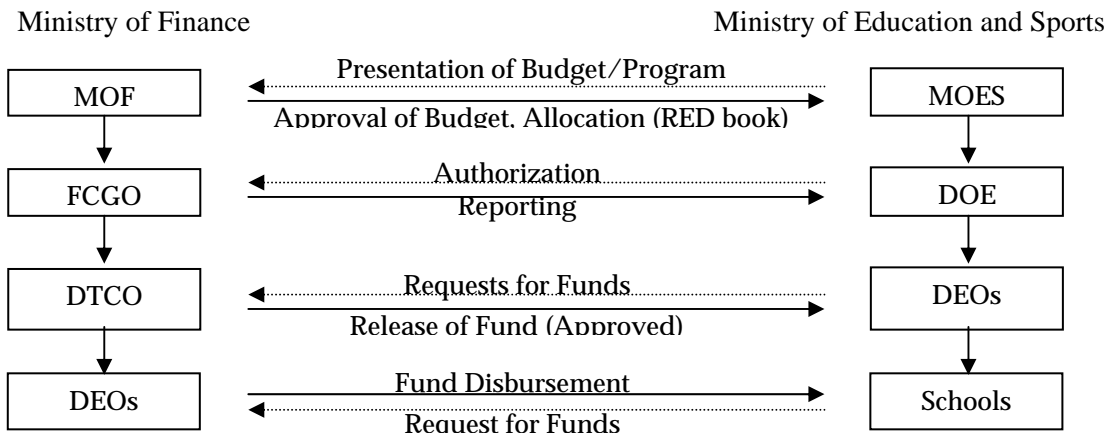 Ministry of Finance
Ministry of Education and Sports
Presentation of Budget/Program
MOF
MOES
Approval of Budget, Allocation (RED book)
Authorization
FCGO
DOE
Reporting
Requests for Funds
DTCO
DEOs
Release of Fund (Approved)
Fund Disbursement
DEOs
Schools
Request for Funds